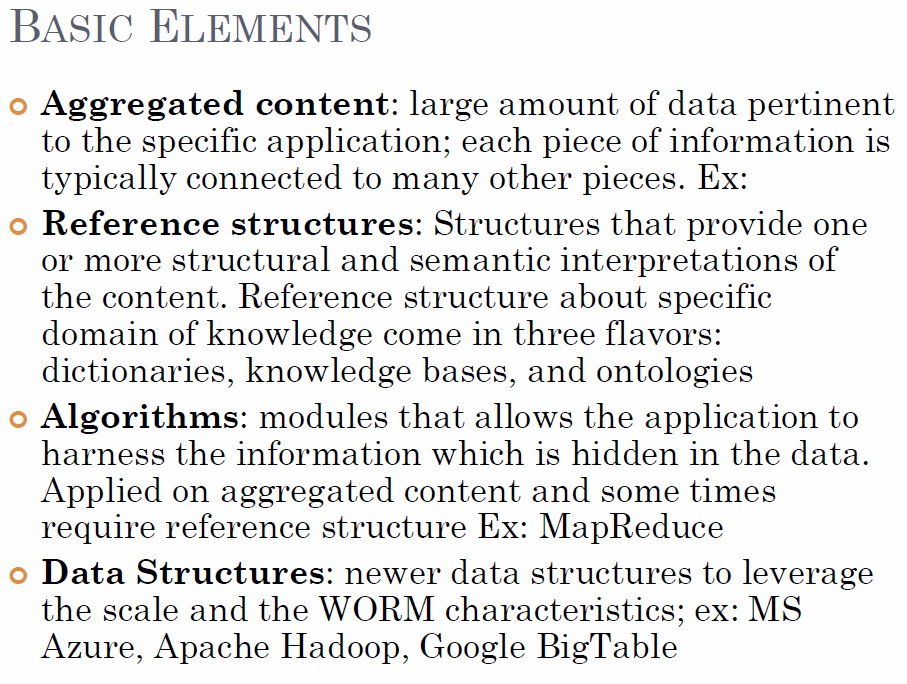 BASIC ELEMENTS
Aggregated content: large amount of data pertinent
to the specific application; each piece of information is
typically connected to many other pieces. Ex:
Reference structures: Structures that provide one
or more structural and semantic interpretations of
the content. Reference structure about specific
domain of knowledge come in three flavors:
dictionaries, knowledge bases, and ontologies
Algorithms: modules that allows the application to
harness the information which is hidden in the data.
Applied on aggregated content and some times
require reference structure Ex: MapReduce
Data Structures: newer data structures to leverage
the scale and the WORM characteristics; ex: MS
Azure, Apache Hadoop, Google BigTable